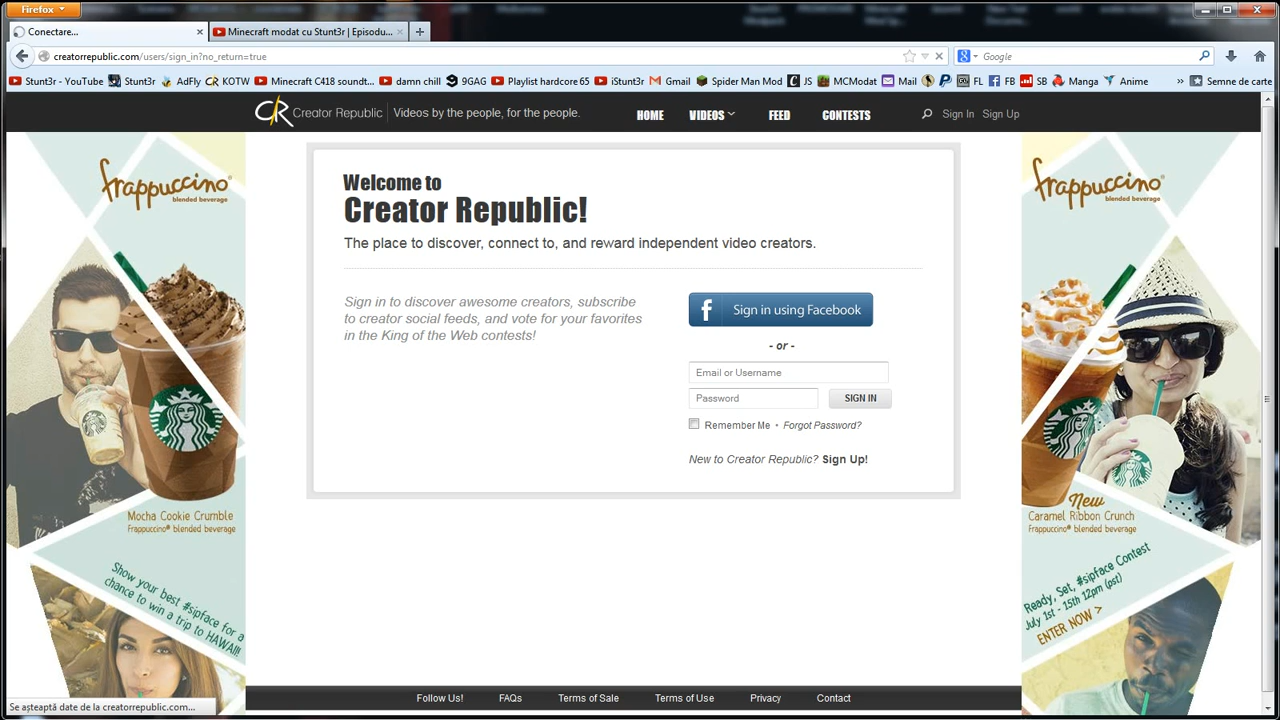 Firefox
Conectare...
Minecraft modat cu Stunt3r | Episodu...
creatorrepublic.com/users/sign_in?no_return=true
Google
Stunt3r - YouTube
Stunt3r
AdFly
KOTW
Minecraft C418 soundt...
damn chill
9GAG
Playlist hardcore 65
iStunt3r
Gmail
Spider Man Mod
JS
MCModat
Mail
FL
FB
SB
Manga
Anime
»
Semne de carte
CR Creator Republic
Videos by the people, for the people.
HOME
VIDEOS
FEED
CONTESTS
Sign In
Sign Up
frappuccino
blended beverage
Mocha Cookie Crumble
Frappuccino® blended beverage
Show your best #sipface for a
chance to win a trip to HAWAII!
Welcome to
Creator Republic!
The place to discover, connect to, and reward independent video creators.
Sign in to discover awesome creators, subscribe
to creator social feeds, and vote for your favorites
in the King of the Web contests!
f Sign in using Facebook
- or -
Email or Username
Password
SIGN IN
Remember Me • Forgot Password?
New to Creator Republic? Sign Up!
frappuccino
blended beverage
New
Caramel Ribbon Crunch
Frappuccino® blended beverage
Ready, Set, #sipface Contest
July 1st - 15th 12pm (pst)
ENTER NOW >
Follow Us!
FAQs
Terms of Sale
Terms of Use
Privacy
Contact
Se așteaptă date de la creatorrepublic.com...